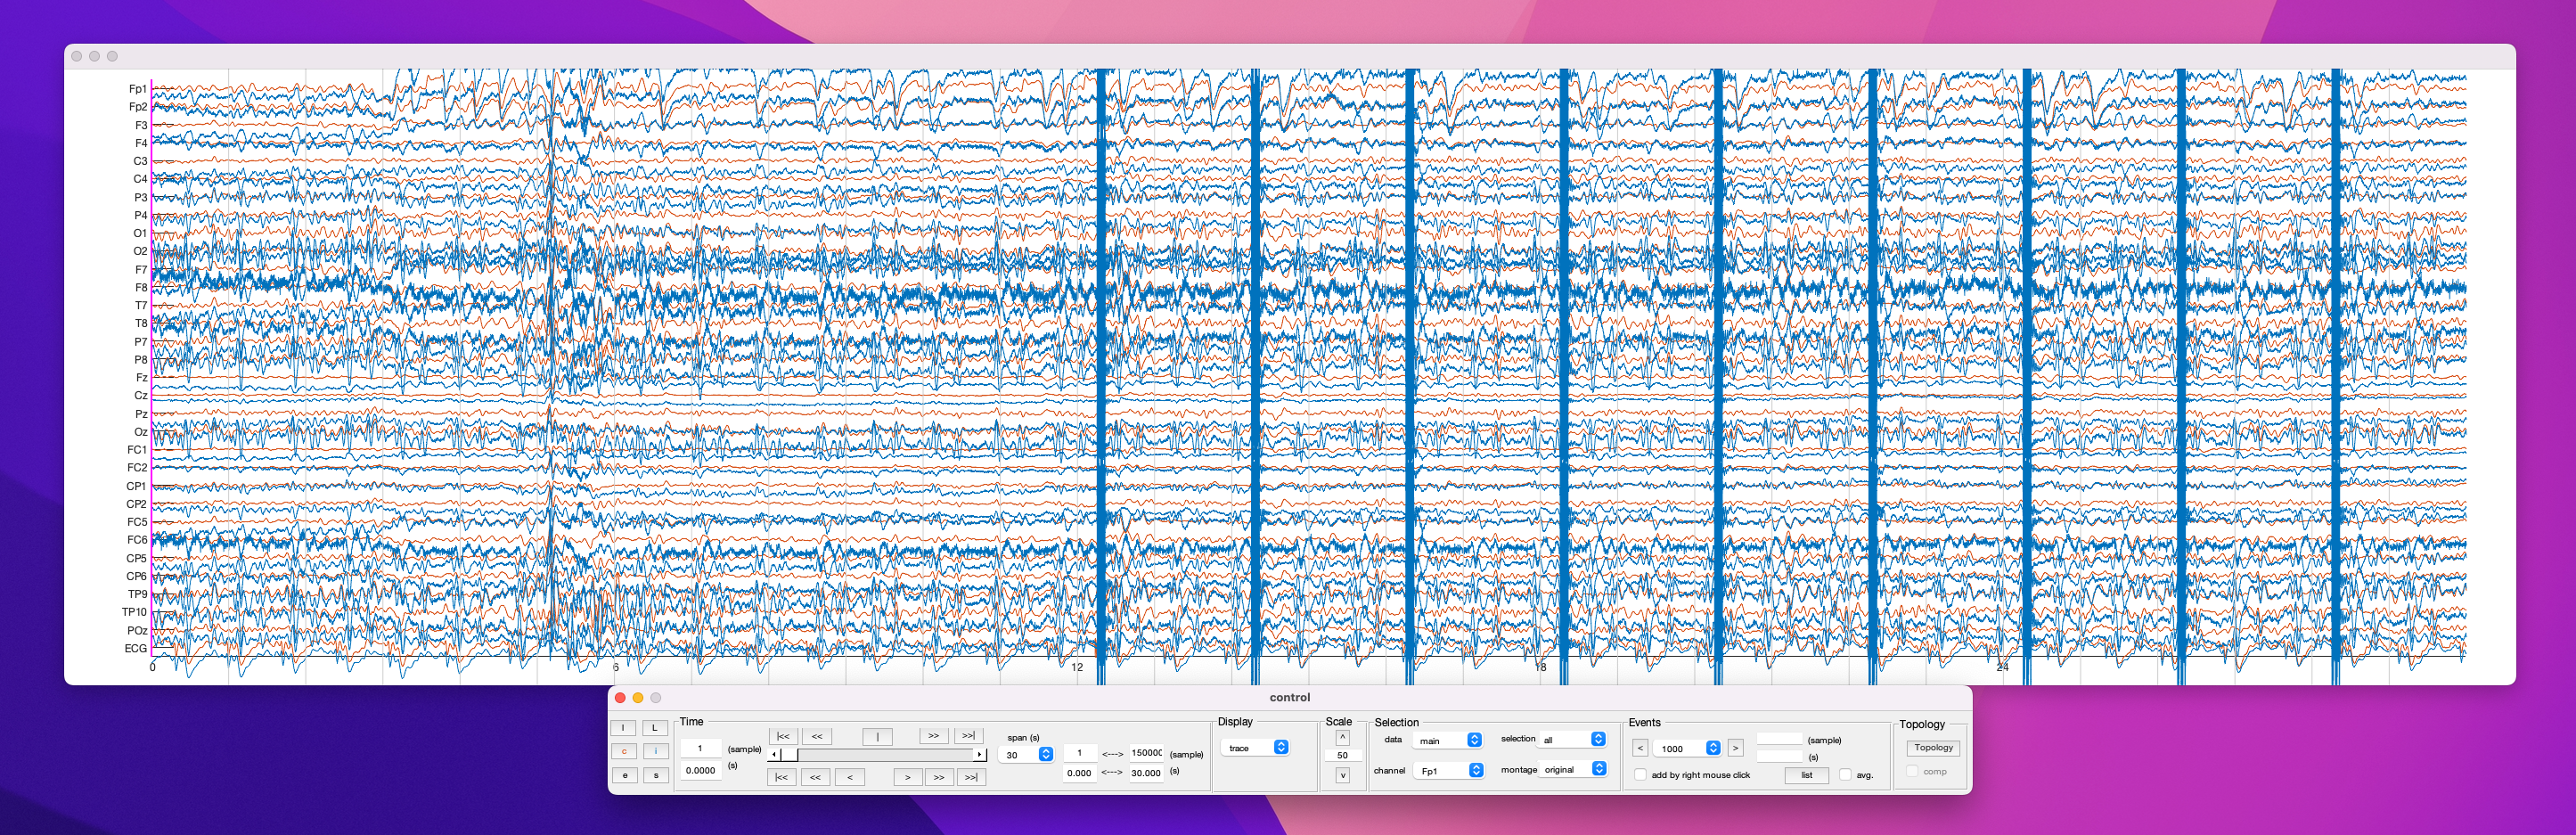 Fp1
Fp2
F3
F4
C3
C4
P3
P4
O1
O2
F7
F8
T7
T8
P7
P8
Fz
Cz
Pz
Oz
FC1
FC2
CP1
CP2
FC5
FC6
CP5
CP6
TP9
TP10
POz
ECG
0 6 12 18 24
control
I L
c i
e s
Time
1 (sample)
0.0000 (s)
|<< << | >> >>|
|<< << < > >> >>|
span (s)
30
1 <---> 15000 (sample)
0.000 <---> 30.000 (s)
Display
trace
Scale
^
50
v
Selection
data main selection all
channel Fp1 montage original
Events
< 1000 > (sample)
(s)
add by right mouse click list avg.
Topology
Topology
comp